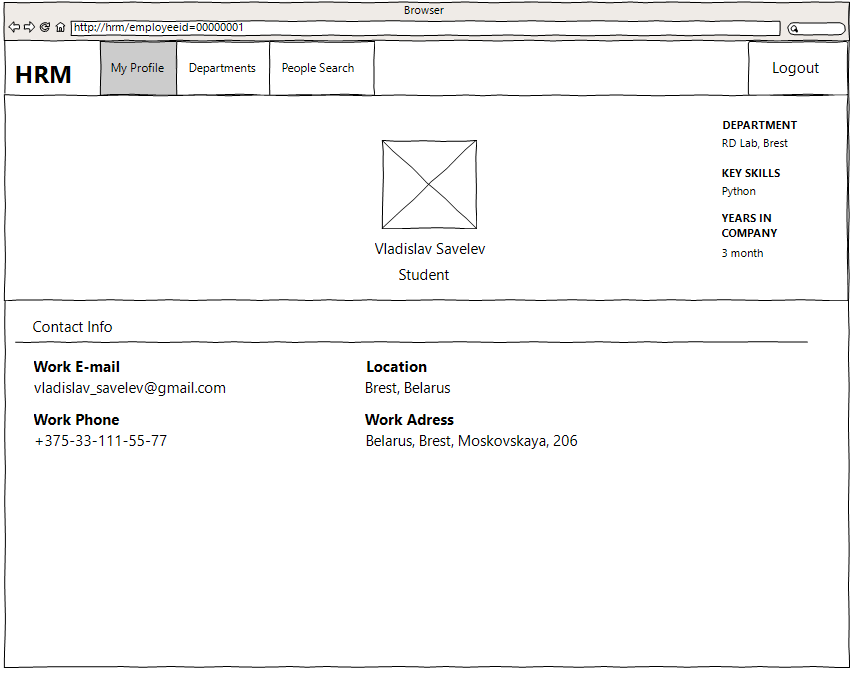 Browser
http://hrm/employeeid=00000001
HRM
My Profile
Departments
People Search
Logout
DEPARTMENT
RD Lab, Brest
KEY SKILLS
Python
YEARS IN
COMPANY
3 month
Vladislav Savelev
Student
Contact Info
Work E-mail
vladislav_savelev@gmail.com
Location
Brest, Belarus
Work Phone
+375-33-111-55-77
Work Adress
Belarus, Brest, Moskovskaya, 206